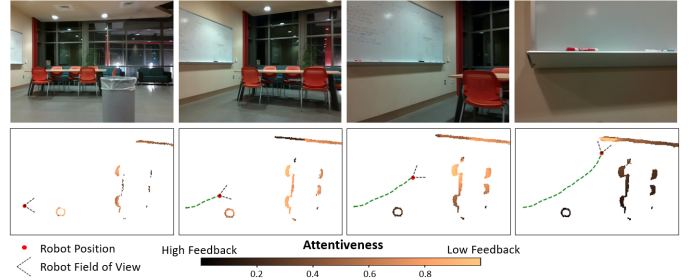 Robot Position
Robot Field of View
High Feedback
Attentiveness
Low Feedback
0.2 0.4 0.6 0.8